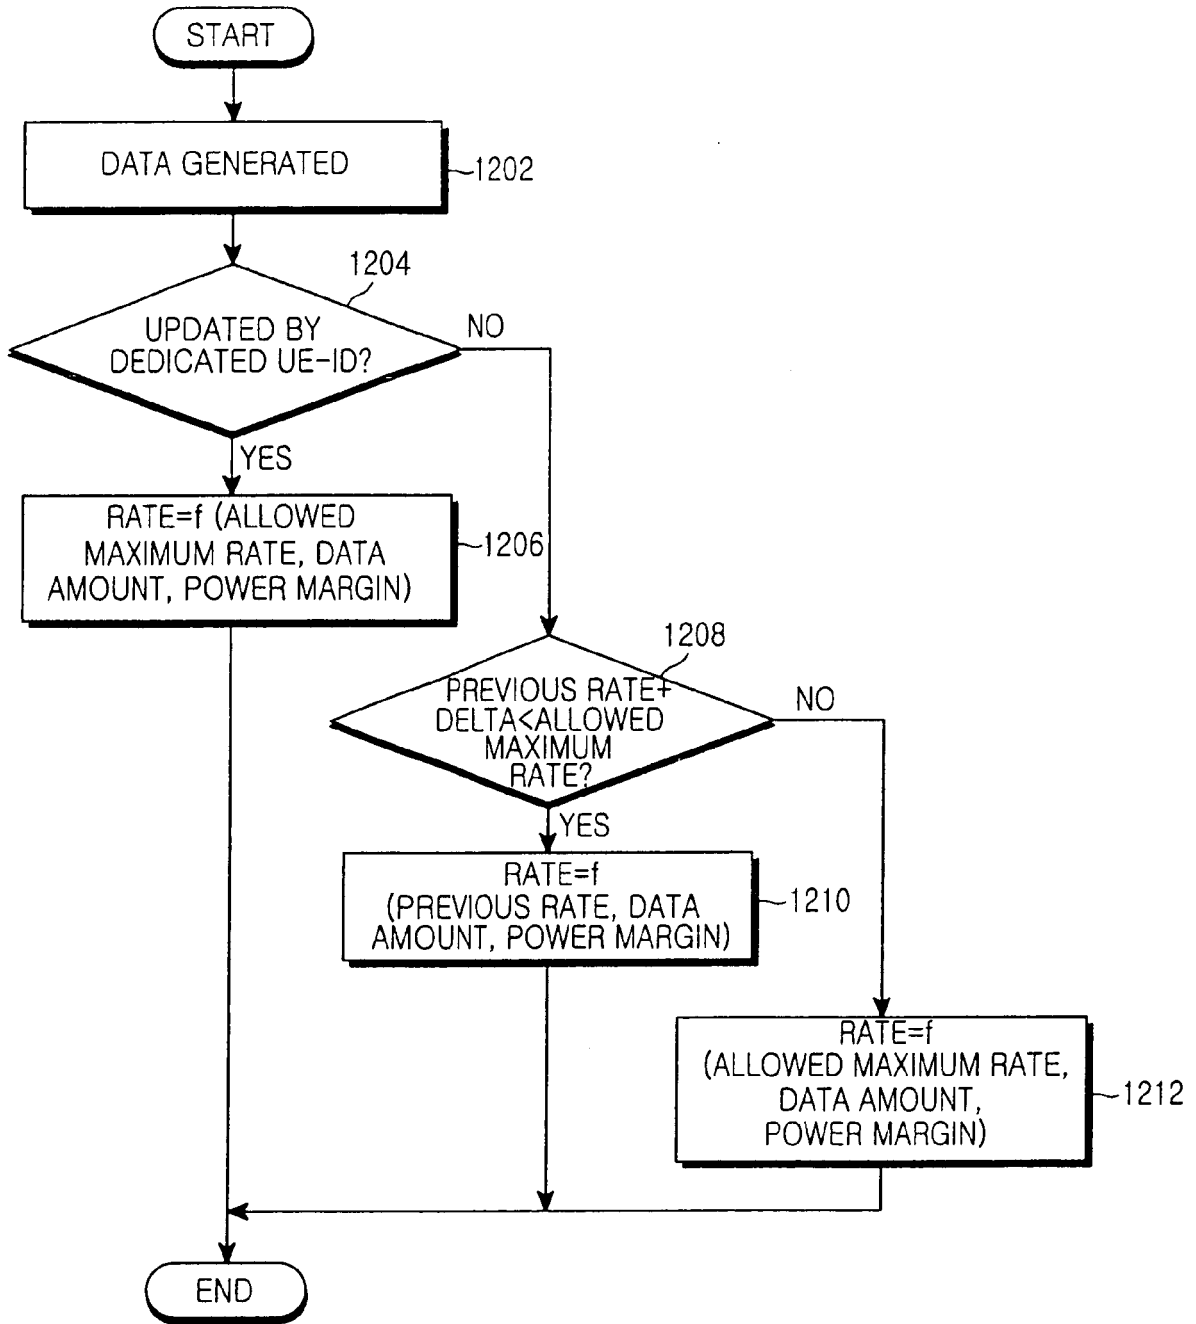 START
DATA GENERATED
1202
1204
UPDATED BY
DEDICATED UE-ID?
NO
YES
RATE=f (ALLOWED
MAXIMUM RATE, DATA
AMOUNT, POWER MARGIN)
1206
1208
PREVIOUS RATE+
DELTA<ALLOWED
MAXIMUM
RATE?
NO
YES
RATE=f
(PREVIOUS RATE, DATA
AMOUNT, POWER MARGIN)
1210
RATE=f
(ALLOWED MAXIMUM RATE,
DATA AMOUNT,
POWER MARGIN)
1212
END